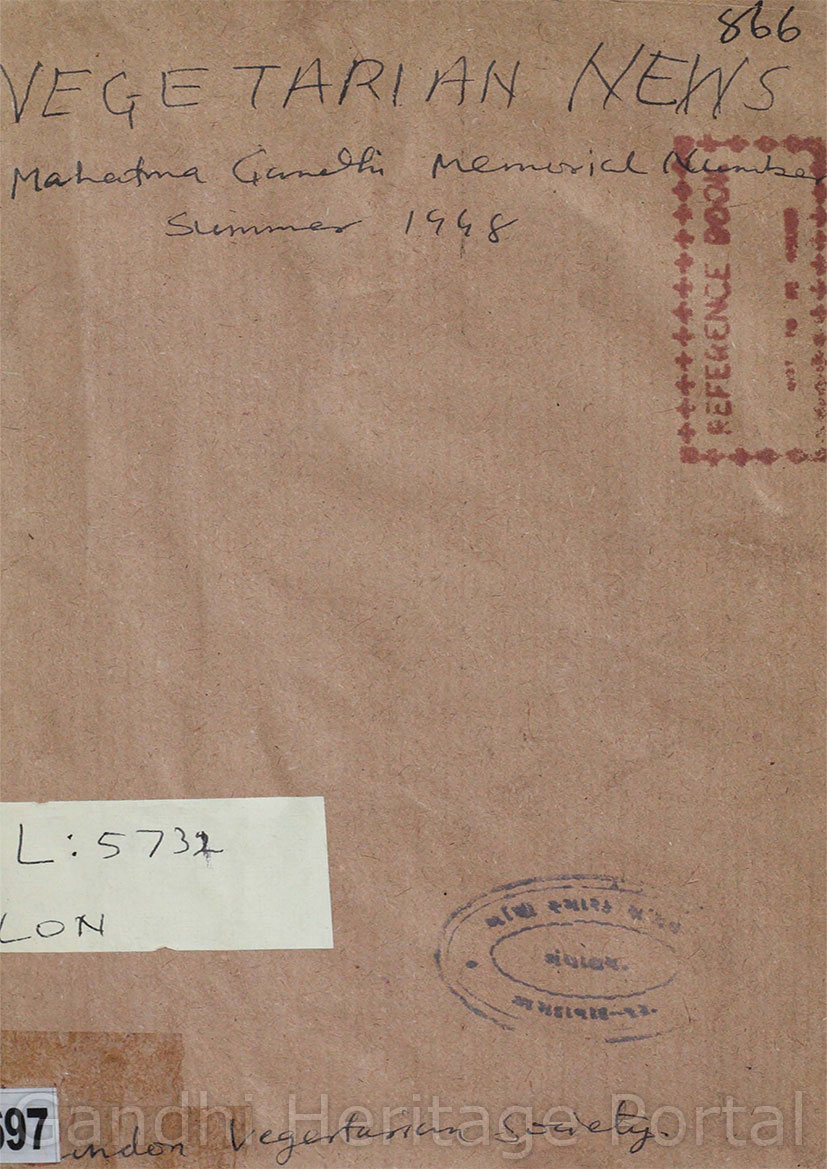 866
VEGETARIAN NEWS
Mahatma Gandhi Memorial Number
Summer 1948
REFERENCE BOOK
L: 5732
LON
697
London Vegetarian Society.
Gandhi Heritage Portal